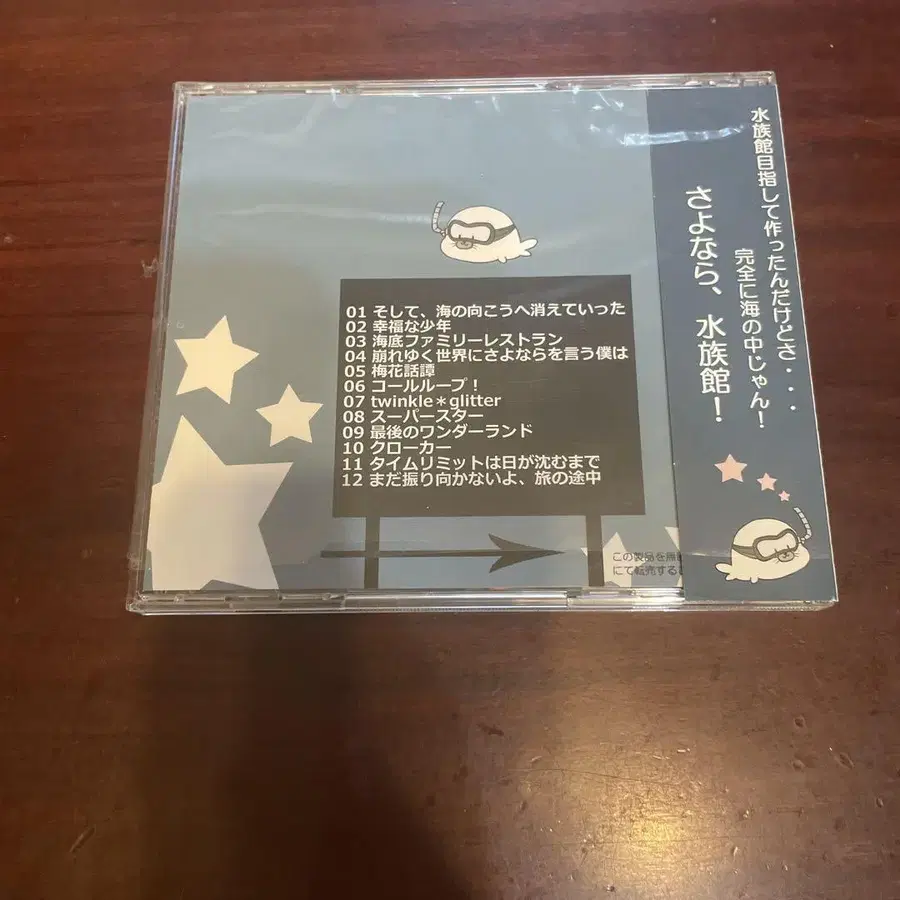 01 そして、海の向こうへ消えていった
02 幸福な少年
03 海底ファミリーレストラン
04 崩れゆく世界にさよならを言う僕は
05 梅花話譚
06 コールループ！
07 twinkle＊glitter
08 スーパースター
09 最後のワンダーランド
10 クローカー
11 タイムリミットは日が沈むまで
12 まだ振り向かないよ、旅の途中
この製品を無
にて転売する
水族館目指して作ったんだけどさ...
完全に海の中じゃん！
さよなら、水族館！